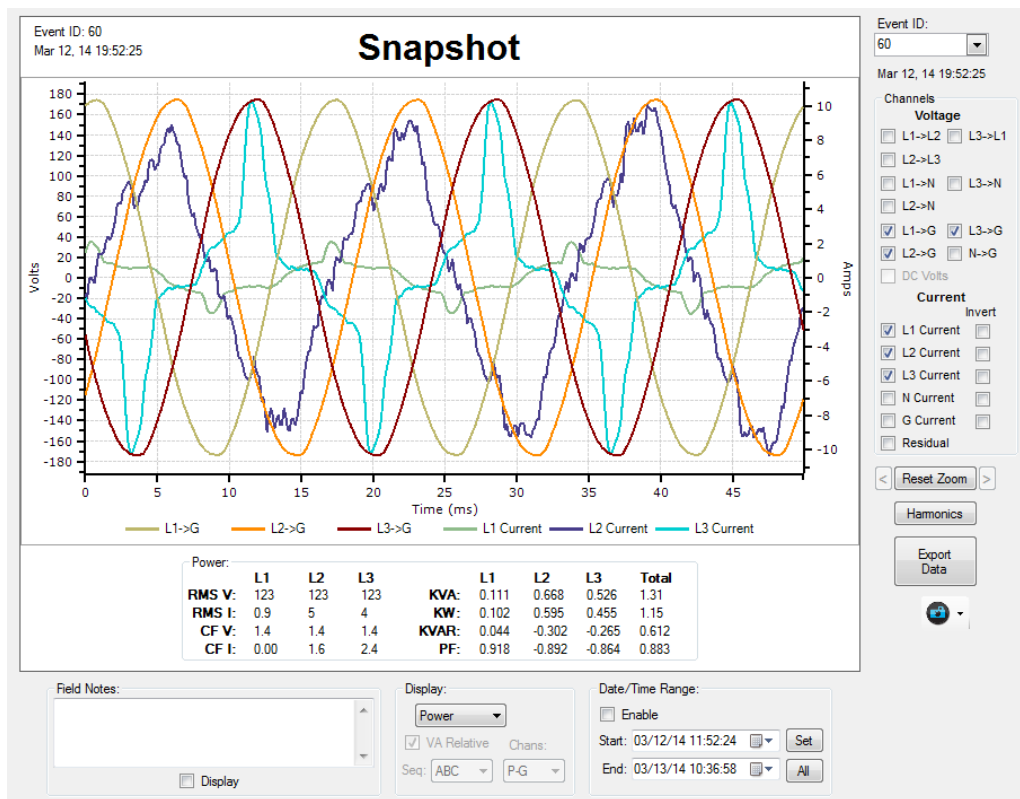 Event ID: 60
Mar 12, 14 19:52:25
Snapshot
180
160
140
120
100
80
60
40
20
0
-20
-40
-60
-80
-100
-120
-140
-160
-180
Volts
10
8
6
4
2
0
-2
-4
-6
-8
-10
Amps
0 5 10 15 20 25 30 35 40 45
Time (ms)
L1->G L2->G L3->G L1 Current L2 Current L3 Current
Power:
L1 L2 L3 L1 L2 L3 Total
RMS V: 123 123 123 KVA: 0.111 0.668 0.526 1.31
RMS I: 0.9 5 4 KW: 0.102 0.595 0.455 1.15
CF V: 1.4 1.4 1.4 KVAR: 0.044 -0.302 -0.265 0.612
CF I: 0.00 1.6 2.4 PF: 0.918 -0.892 -0.864 0.883
Event ID:
60
Mar 12, 14 19:52:25
Channels
Voltage
L1->L2 L3->L1
L2->L3
L1->N L3->N
L2->N
L1->G L3->G
L2->G N->G
DC Volts
Current
Invert
L1 Current
L2 Current
L3 Current
N Current
G Current
Residual
< Reset Zoom >
Harmonics
Export
Data
Field Notes:
Display
Display:
Power
VA Relative Chans:
Seq: ABC P-G
Date/Time Range:
Enable
Start: 03/12/14 11:52:24 Set
End: 03/13/14 10:36:58 All